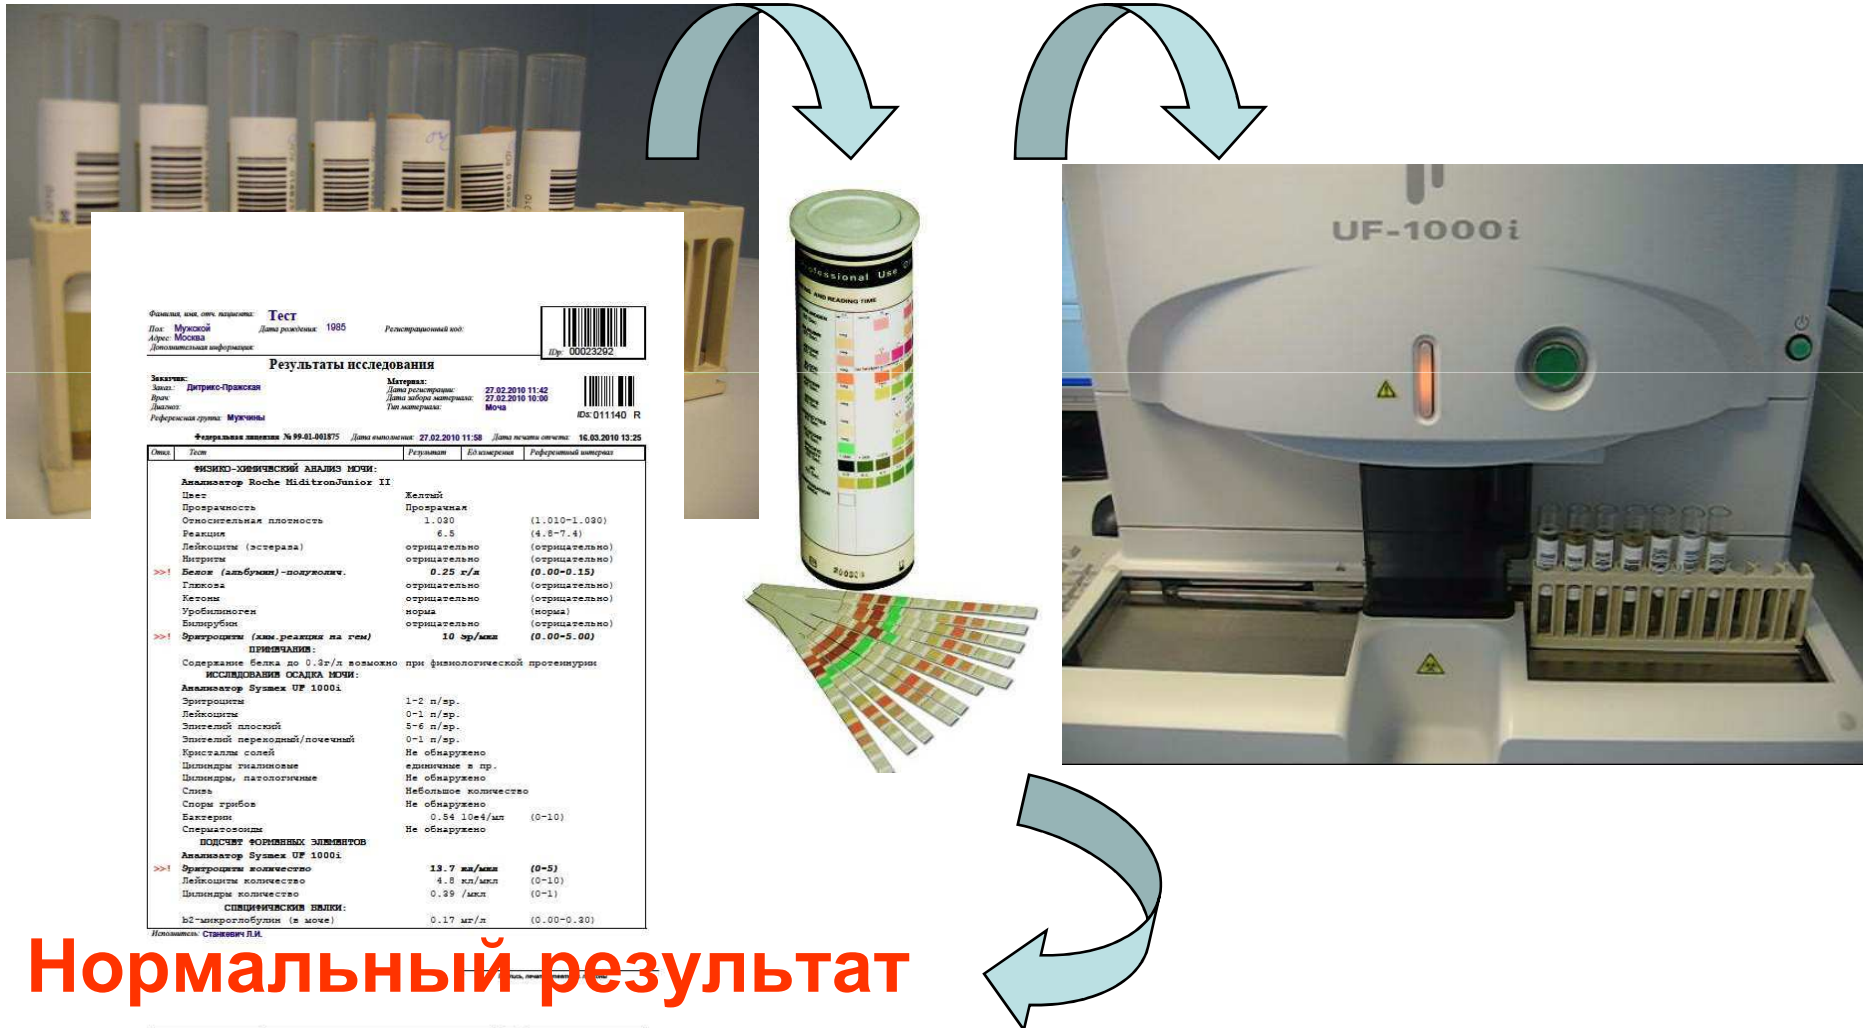 Фамилия, имя, отч. пациента: Тест
Пол: Мужской Дата рождения: 1985 Регистрационный код:
Адрес: Москва
Дополнительная информация:
IDp: 00023292
Результаты исследования
Заказчик:
Заказ.: Дитрикс-Пражская
Врач:
Диагноз:
Референсная группа: Мужчины
Материал:
Дата регистрации: 27.02.2010 11:42
Дата забора материала: 27.02.2010 10:00
Тип материала: Моча
IDs: 011140 R
Федеральная лицензия № 99-01-001875 Дата выполнения: 27.02.2010 11:58 Дата печати отчета: 16.03.2010 13:25
Откл. Тест Результат Ед.измерения Референтный интервал
ФИЗИКО-ХИМИЧЕСКИЙ АНАЛИЗ МОЧИ:
Анализатор Roche MiditronJunior II
Цвет Желтый
Прозрачность Прозрачная
Относительная плотность 1.030 (1.010-1.030)
Реакция 6.5 (4.8-7.4)
Лейкоциты (эстераза) отрицательно (отрицательно)
Нитриты отрицательно (отрицательно)
>>! Белок (альбумин)-полуколич. 0.25 г/л (0.00-0.15)
Глюкоза отрицательно (отрицательно)
Кетоны отрицательно (отрицательно)
Уробилиноген норма (норма)
Билирубин отрицательно (отрицательно)
>>! Эритроциты (хим.реакция на гем) 10 эр/мкл (0.00-5.00)
ПРИМЕЧАНИЕ:
Содержание белка до 0.3г/л возможно при физиологической протеинурии
ИССЛЕДОВАНИЕ ОСАДКА МОЧИ:
Анализатор Sysmex UF 1000i
Эритроциты 1-2 п/зр.
Лейкоциты 0-1 п/зр.
Эпителий плоский 5-6 п/зр.
Эпителий переходный/почечный 0-1 п/зр.
Кристаллы солей Не обнаружено
Цилиндры гиалиновые единичные в пр.
Цилиндры, патологичные Не обнаружено
Слизь Небольшое количество
Споры грибов Не обнаружено
Бактерии 0.54 10e4/мл (0-10)
Сперматозоиды Не обнаружено
ПОДСЧЕТ ФОРМЕННЫХ ЭЛЕМЕНТОВ
Анализатор Sysmex UF 1000i
>>! Эритроциты количество 13.7 кл/мкл (0-5)
Лейкоциты количество 4.8 кл/мкл (0-10)
Цилиндры количество 0.39 /мкл (0-1)
СПЕЦИФИЧЕСКИЕ БЕЛКИ:
b2-микроглобулин (в моче) 0.17 мг/л (0.00-0.30)
Исполнитель: Станкевич Л.И.
Нормальный результат
Professional Use
AND READING TIME
UF-1000i